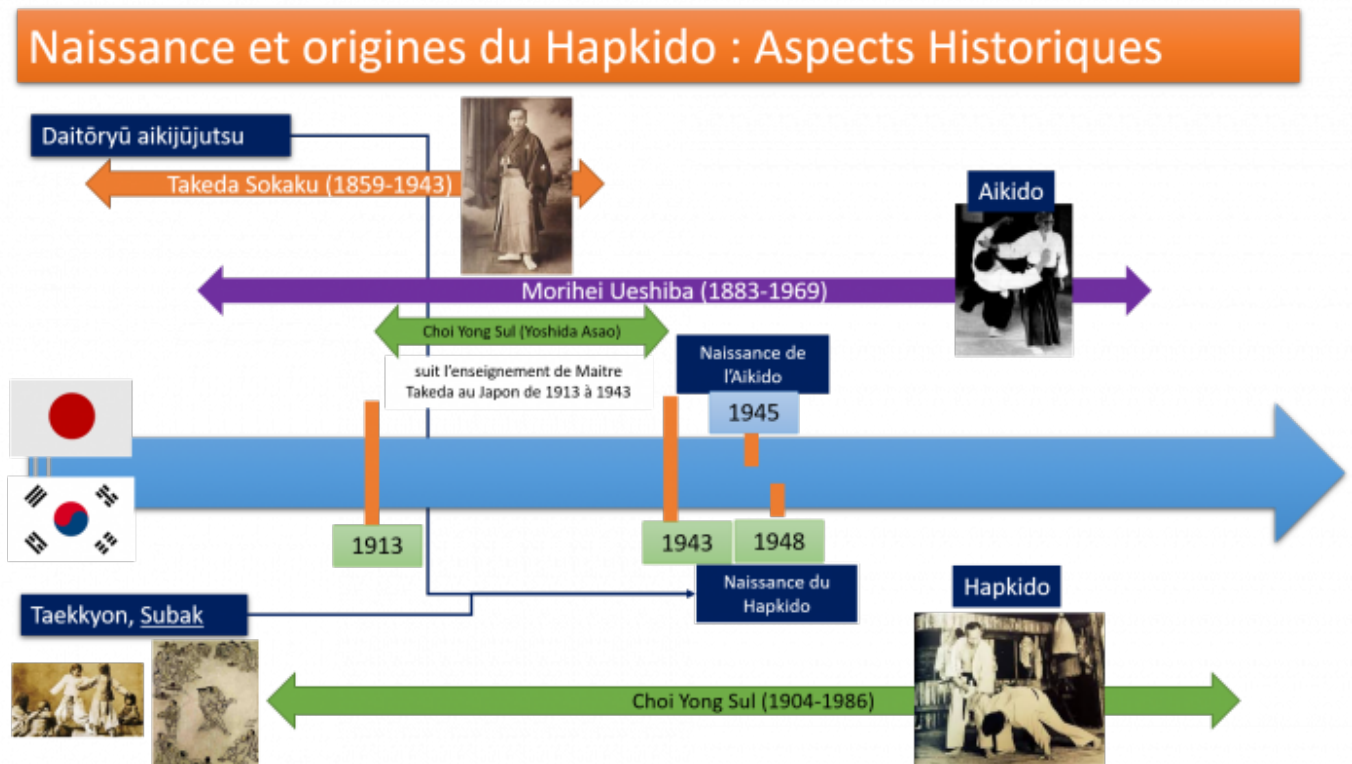 Naissance et origines du Hapkido : Aspects Historiques
Daitōryū aikijūjutsu
Takeda Sokaku (1859-1943)
Aikido
Morihei Ueshiba (1883-1969)
Choi Yong Sul (Yoshida Asao)
suit l'enseignement de Maitre
Takeda au Japon de 1913 à 1943
Naissance de
l'Aikido
1945
1913
1943
1948
Naissance du
Hapkido
Taekkyon, Subak
Hapkido
Choi Yong Sul (1904-1986)